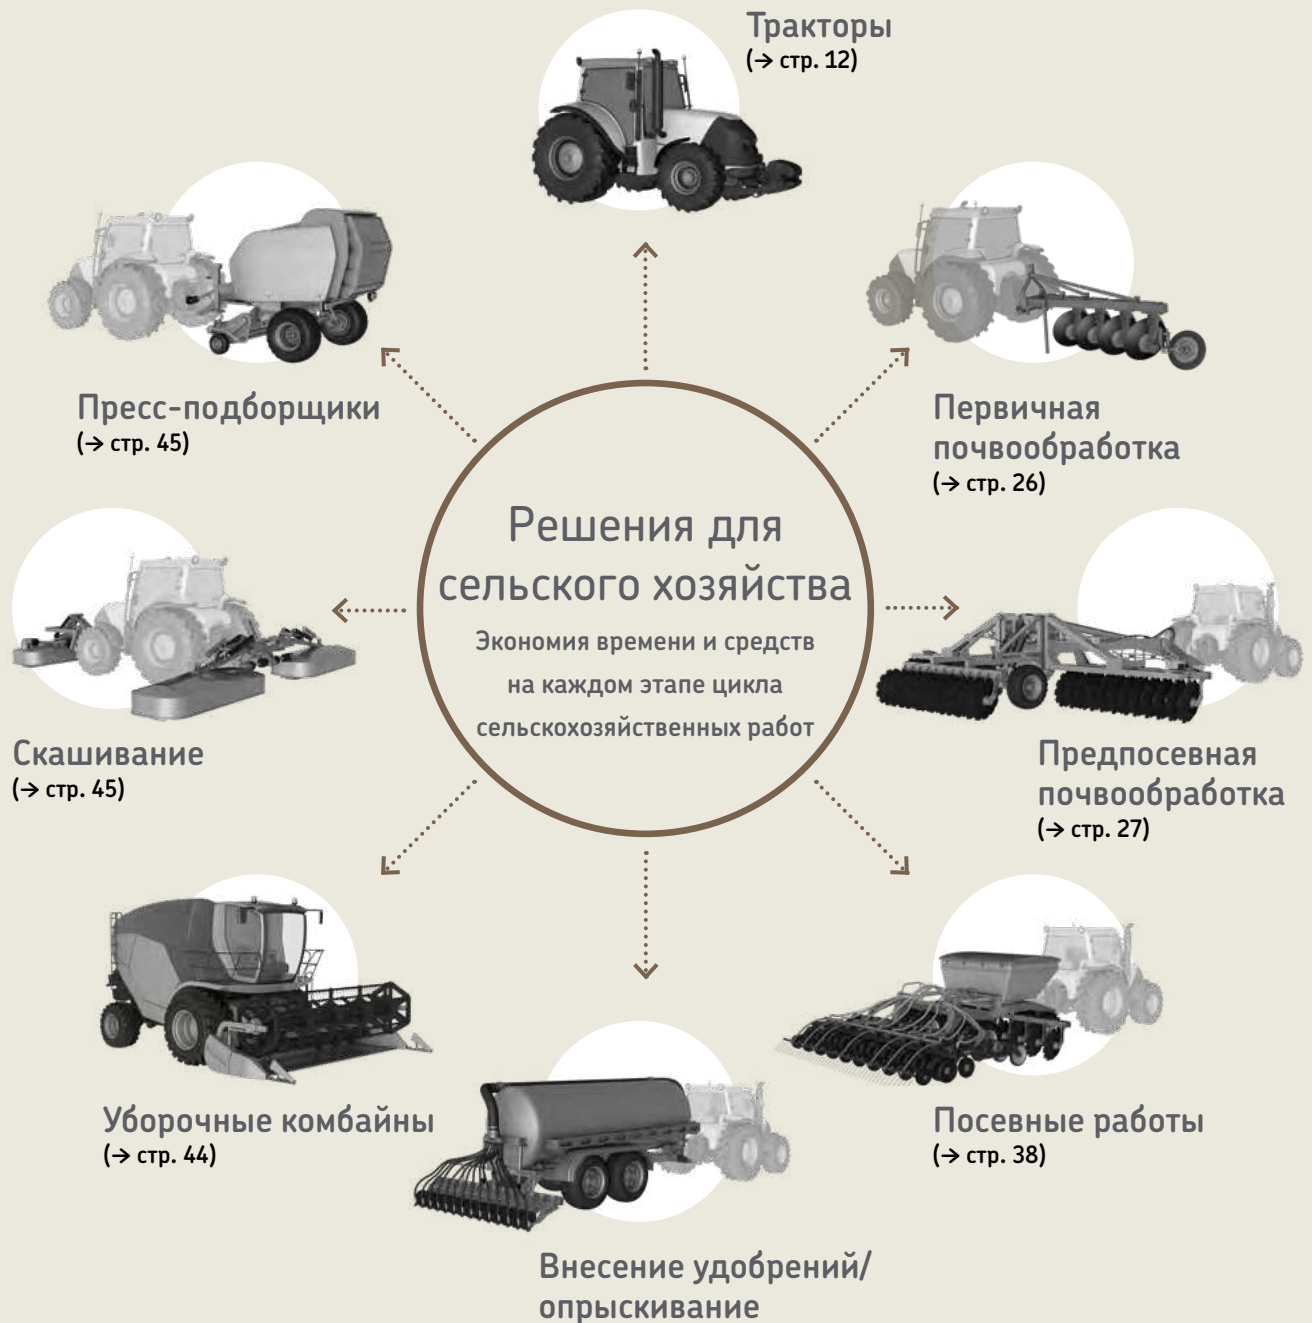 Тракторы
(→ стр. 12)
Пресс-подборщики
(→ стр. 45)
Первичная
почвообработка
(→ стр. 26)
Решения для
сельского хозяйства
Экономия времени и средств
на каждом этапе цикла
сельскохозяйственных работ
Скашивание
(→ стр. 45)
Предпосевная
почвообработка
(→ стр. 27)
Уборочные комбайны
(→ стр. 44)
Посевные работы
(→ стр. 38)
Внесение удобрений/
опрыскивание